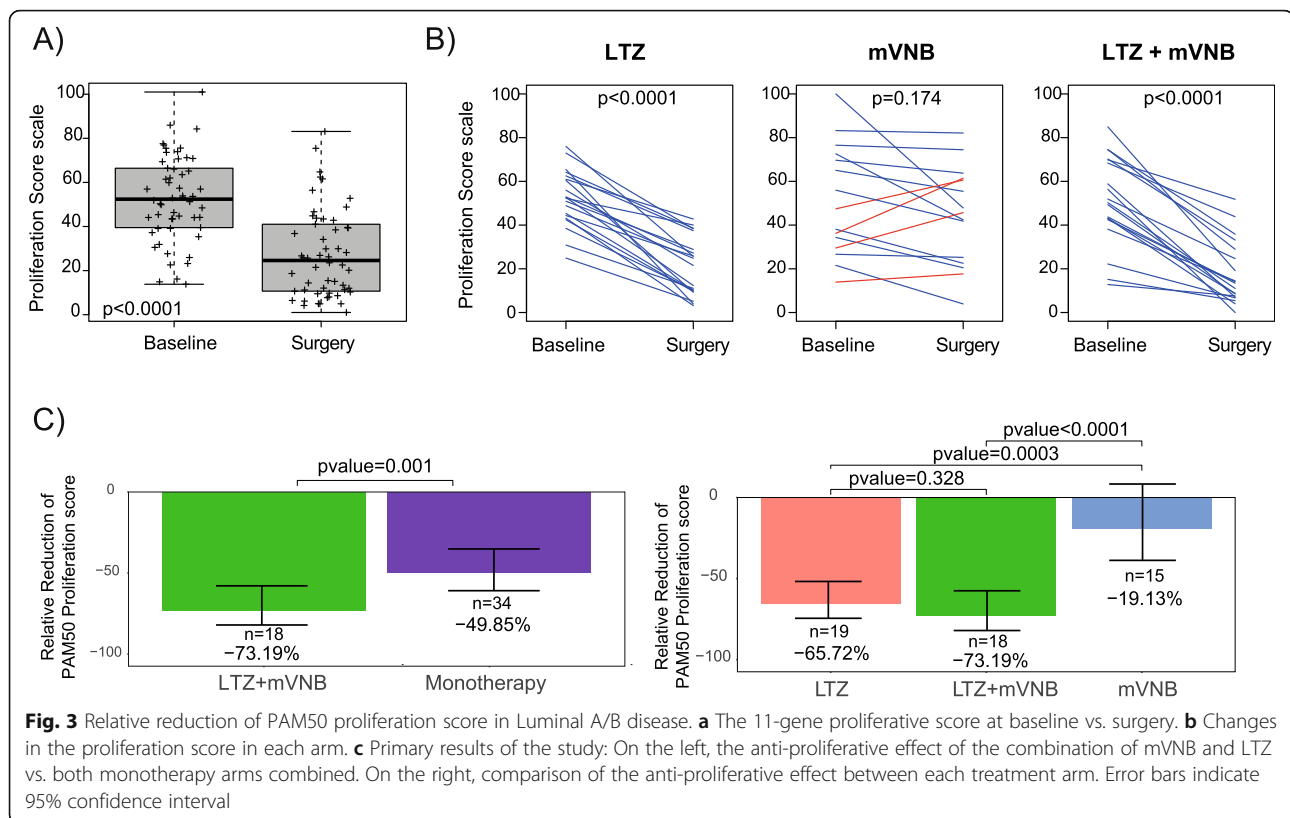 A)
Proliferation Score scale
100
80
60
40
20
0
p<0.0001
Baseline Surgery
B)
LTZ
mVNB
LTZ + mVNB
Proliferation Score scale
100
80
60
40
20
0
p<0.0001
Baseline Surgery
100
80
60
40
20
0
p=0.174
Baseline Surgery
100
80
60
40
20
0
p<0.0001
Baseline Surgery
C)
Relative Reduction of
PAM50 Proliferation score
pvalue=0.001
0
−50
−100
n=18
−73.19%
n=34
−49.85%
LTZ+mVNB Monotherapy
Relative Reduction of
PAM50 Proliferation score
pvalue<0.0001
pvalue=0.0003
pvalue=0.328
0
−50
−100
n=19
−65.72%
n=18
−73.19%
n=15
−19.13%
LTZ LTZ+mVNB mVNB
Fig. 3 Relative reduction of PAM50 proliferation score in Luminal A/B disease. a The 11-gene proliferative score at baseline vs. surgery. b Changes
in the proliferation score in each arm. c Primary results of the study: On the left, the anti-proliferative effect of the combination of mVNB and LTZ
vs. both monotherapy arms combined. On the right, comparison of the anti-proliferative effect between each treatment arm. Error bars indicate
95% confidence interval